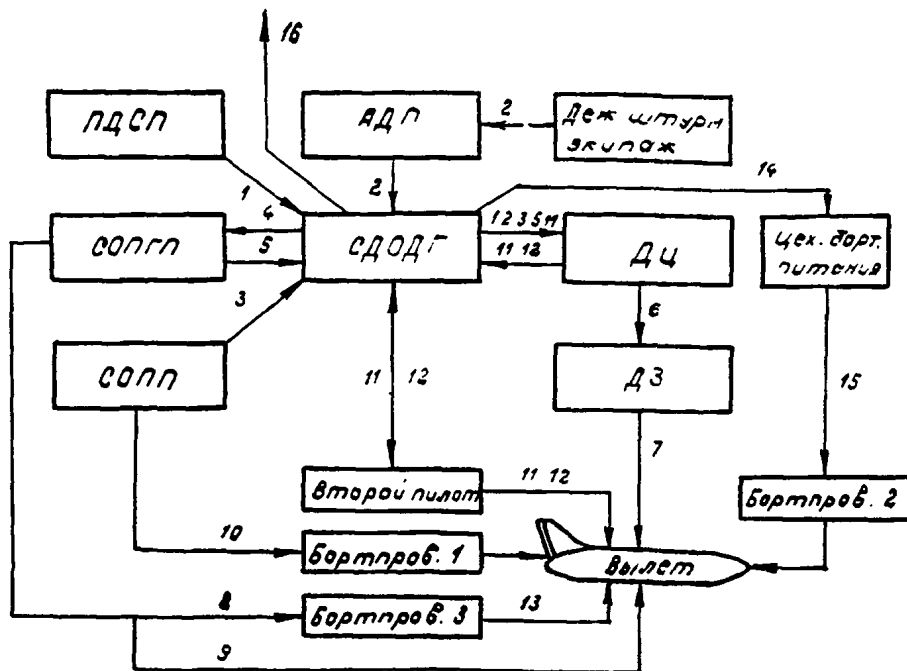 16
ПДСП
АДП
2
Деж штурм
экипаж
1
2
14
4
5
СОПГП
СДОДГ
1 2 3 5 11
11 12
ДЦ
Цех. борт.
питания
3
6
СОПП
ДЗ
11
12
15
7
Второй пилот
11 12
Бортпров. 2
10
Бортпров. 1
Вылет
8
Бортпров. 3
13
9